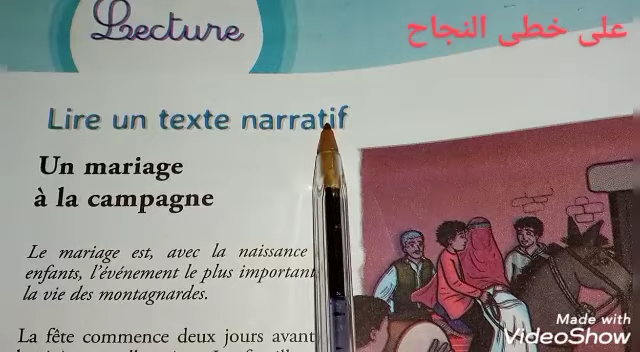 Lecture
على خطى النجاح
Lire un texte narratif
Un mariage
à la campagne
Le mariage est, avec la naissance
enfants, l'événement le plus important
la vie des montagnardes.
La fête commence deux jours avant
Made with
VideoShow